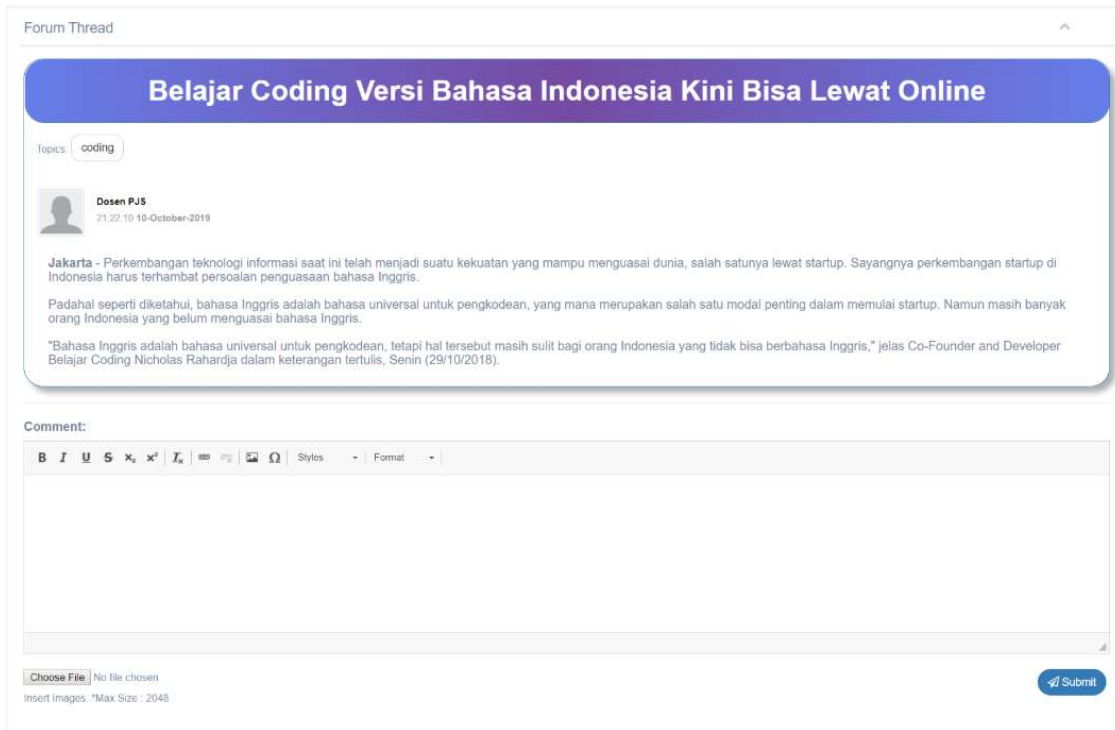 Forum Thread
Belajar Coding Versi Bahasa Indonesia Kini Bisa Lewat Online
Topics: coding
Dosen PJS
21:22:10 10-October-2019
Jakarta - Perkembangan teknologi informasi saat ini telah menjadi suatu kekuatan yang mampu menguasai dunia, salah satunya lewat startup. Sayangnya perkembangan startup di
Indonesia harus terhambat persoalan penguasaan bahasa Inggris.
Padahal seperti diketahui, bahasa Inggris adalah bahasa universal untuk pengkodean, yang mana merupakan salah satu modal penting dalam memulai startup. Namun masih banyak
orang Indonesia yang belum menguasai bahasa Inggris.
"Bahasa Inggris adalah bahasa universal untuk pengkodean, tetapi hal tersebut masih sulit bagi orang Indonesia yang tidak bisa berbahasa Inggris," jelas Co-Founder and Developer
Belajar Coding Nicholas Rahardja dalam keterangan tertulis, Senin (29/10/2018).
Comment:
B I U S x₂ x² Tx Ω Styles Format
Choose File No file chosen
Submit
Insert Images. *Max Size : 2048